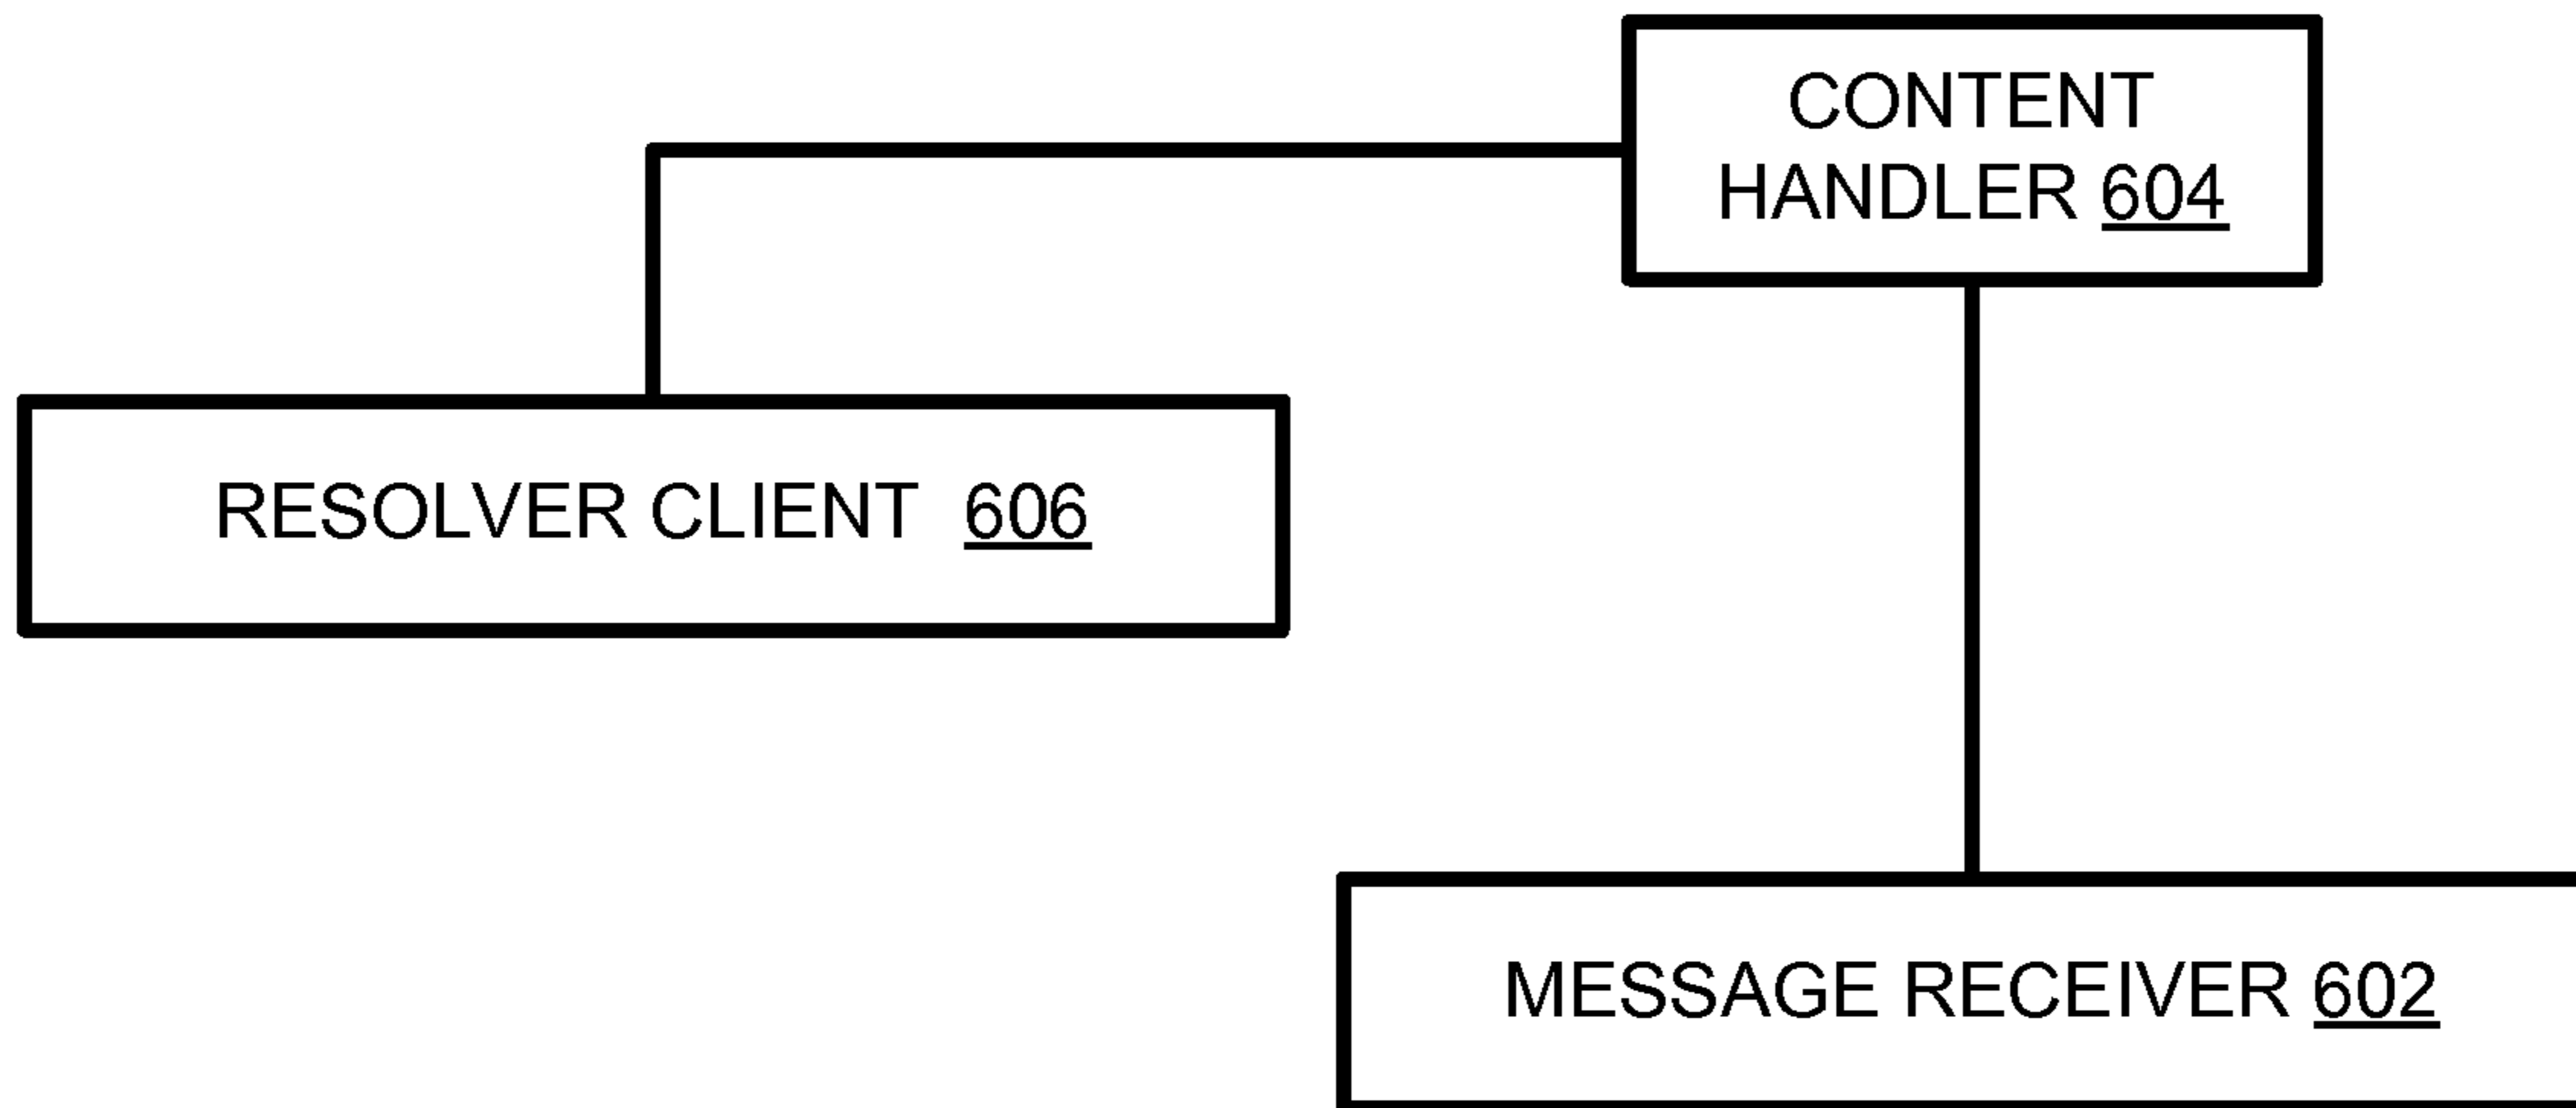 CONTENT
HANDLER 604
RESOLVER CLIENT 606
MESSAGE RECEIVER 602